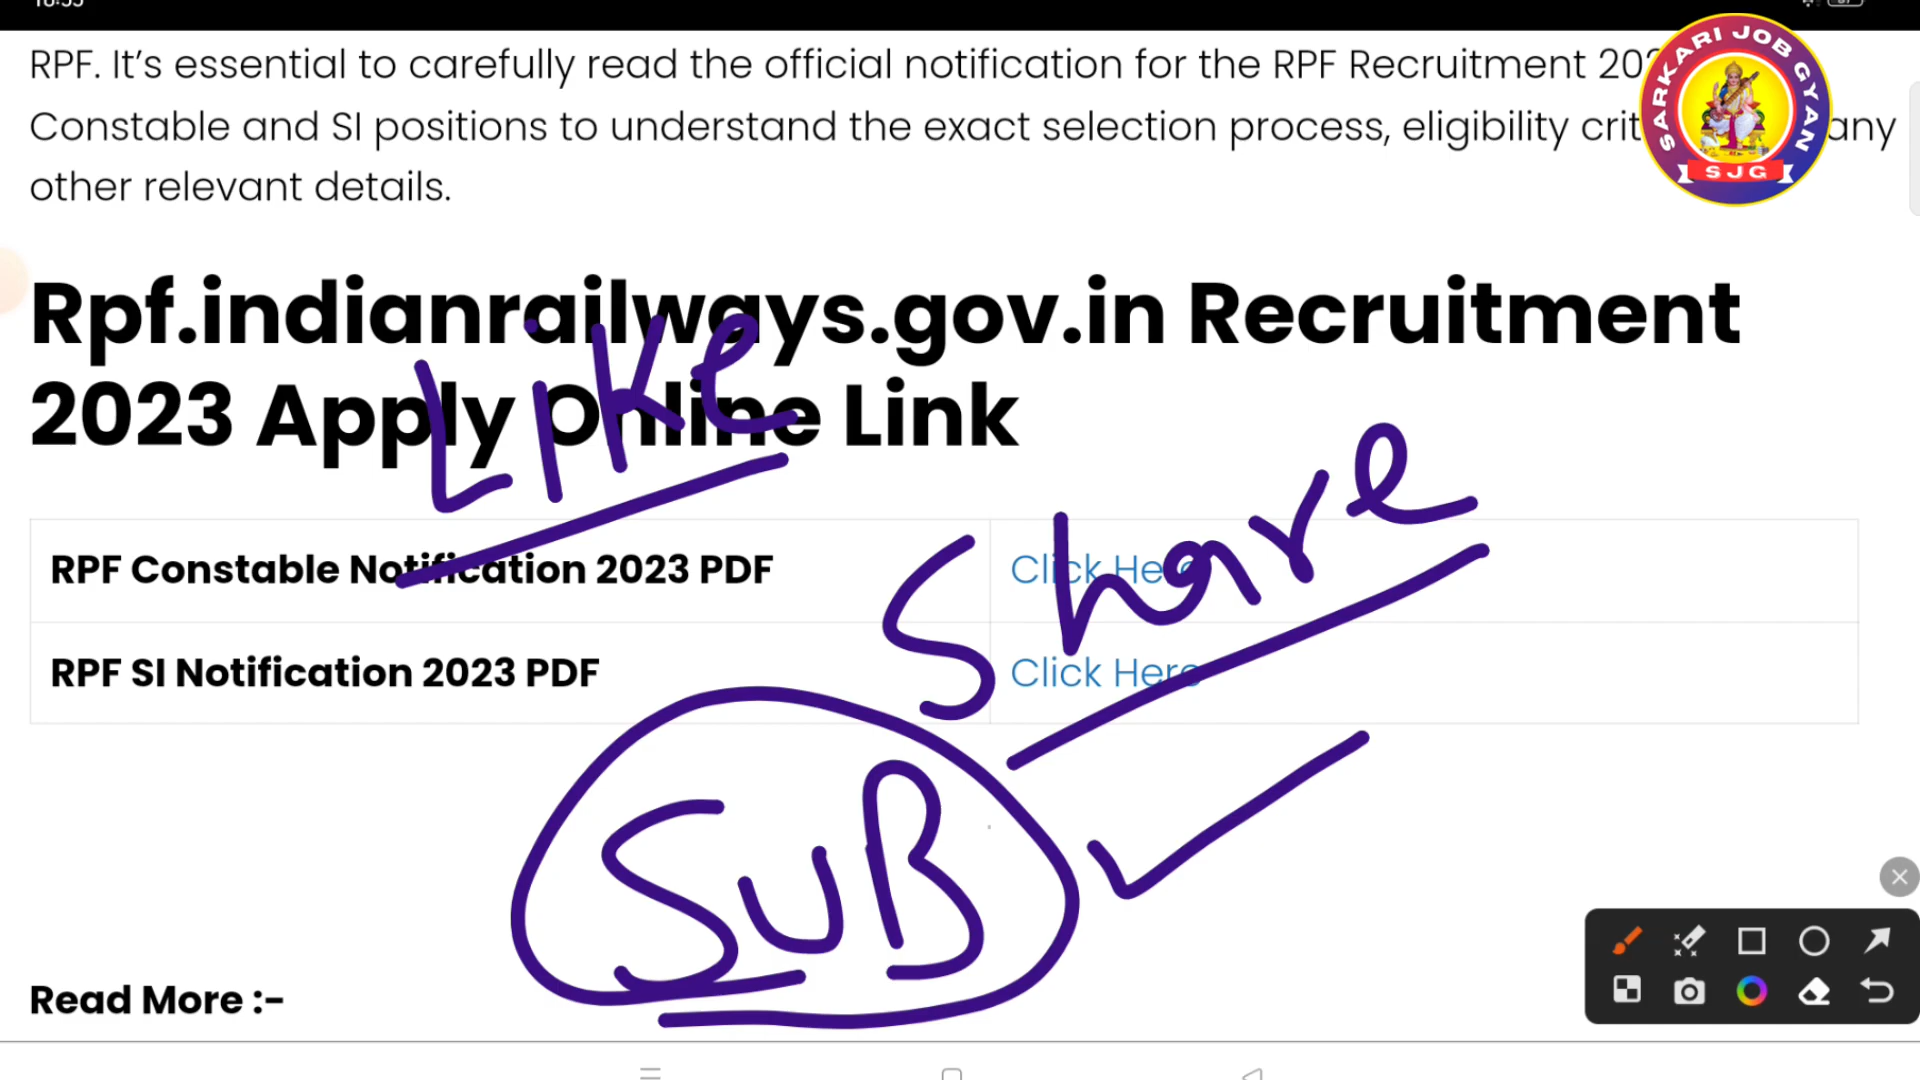 RPF. It’s essential to carefully read the official notification for the RPF Recruitment
Constable and SI positions to understand the exact selection process, eligibility any
other relevant details.
SARKARI JOB GYAN
SJG
Rpf.indianrailways.gov.in Recruitment
2023 Apply Online Link
Like
RPF Constable Notification 2023 PDF Click Here
RPF SI Notification 2023 PDF Click Here
Share
SUB
Read More :-